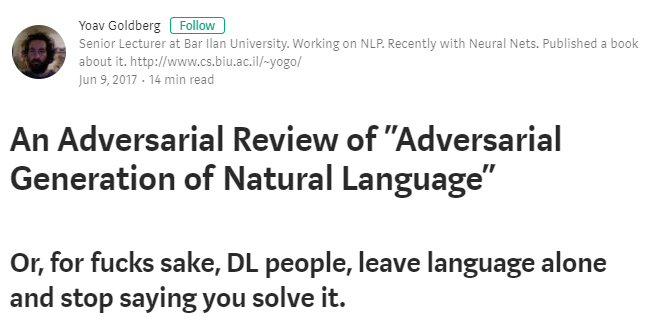 Yoav Goldberg Follow
Senior Lecturer at Bar Ilan University. Working on NLP. Recently with Neural Nets. Published a book
about it. http://www.cs.biu.ac.il/~yogo/
Jun 9, 2017 · 14 min read
An Adversarial Review of ”Adversarial
Generation of Natural Language”
Or, for fucks sake, DL people, leave language alone
and stop saying you solve it.